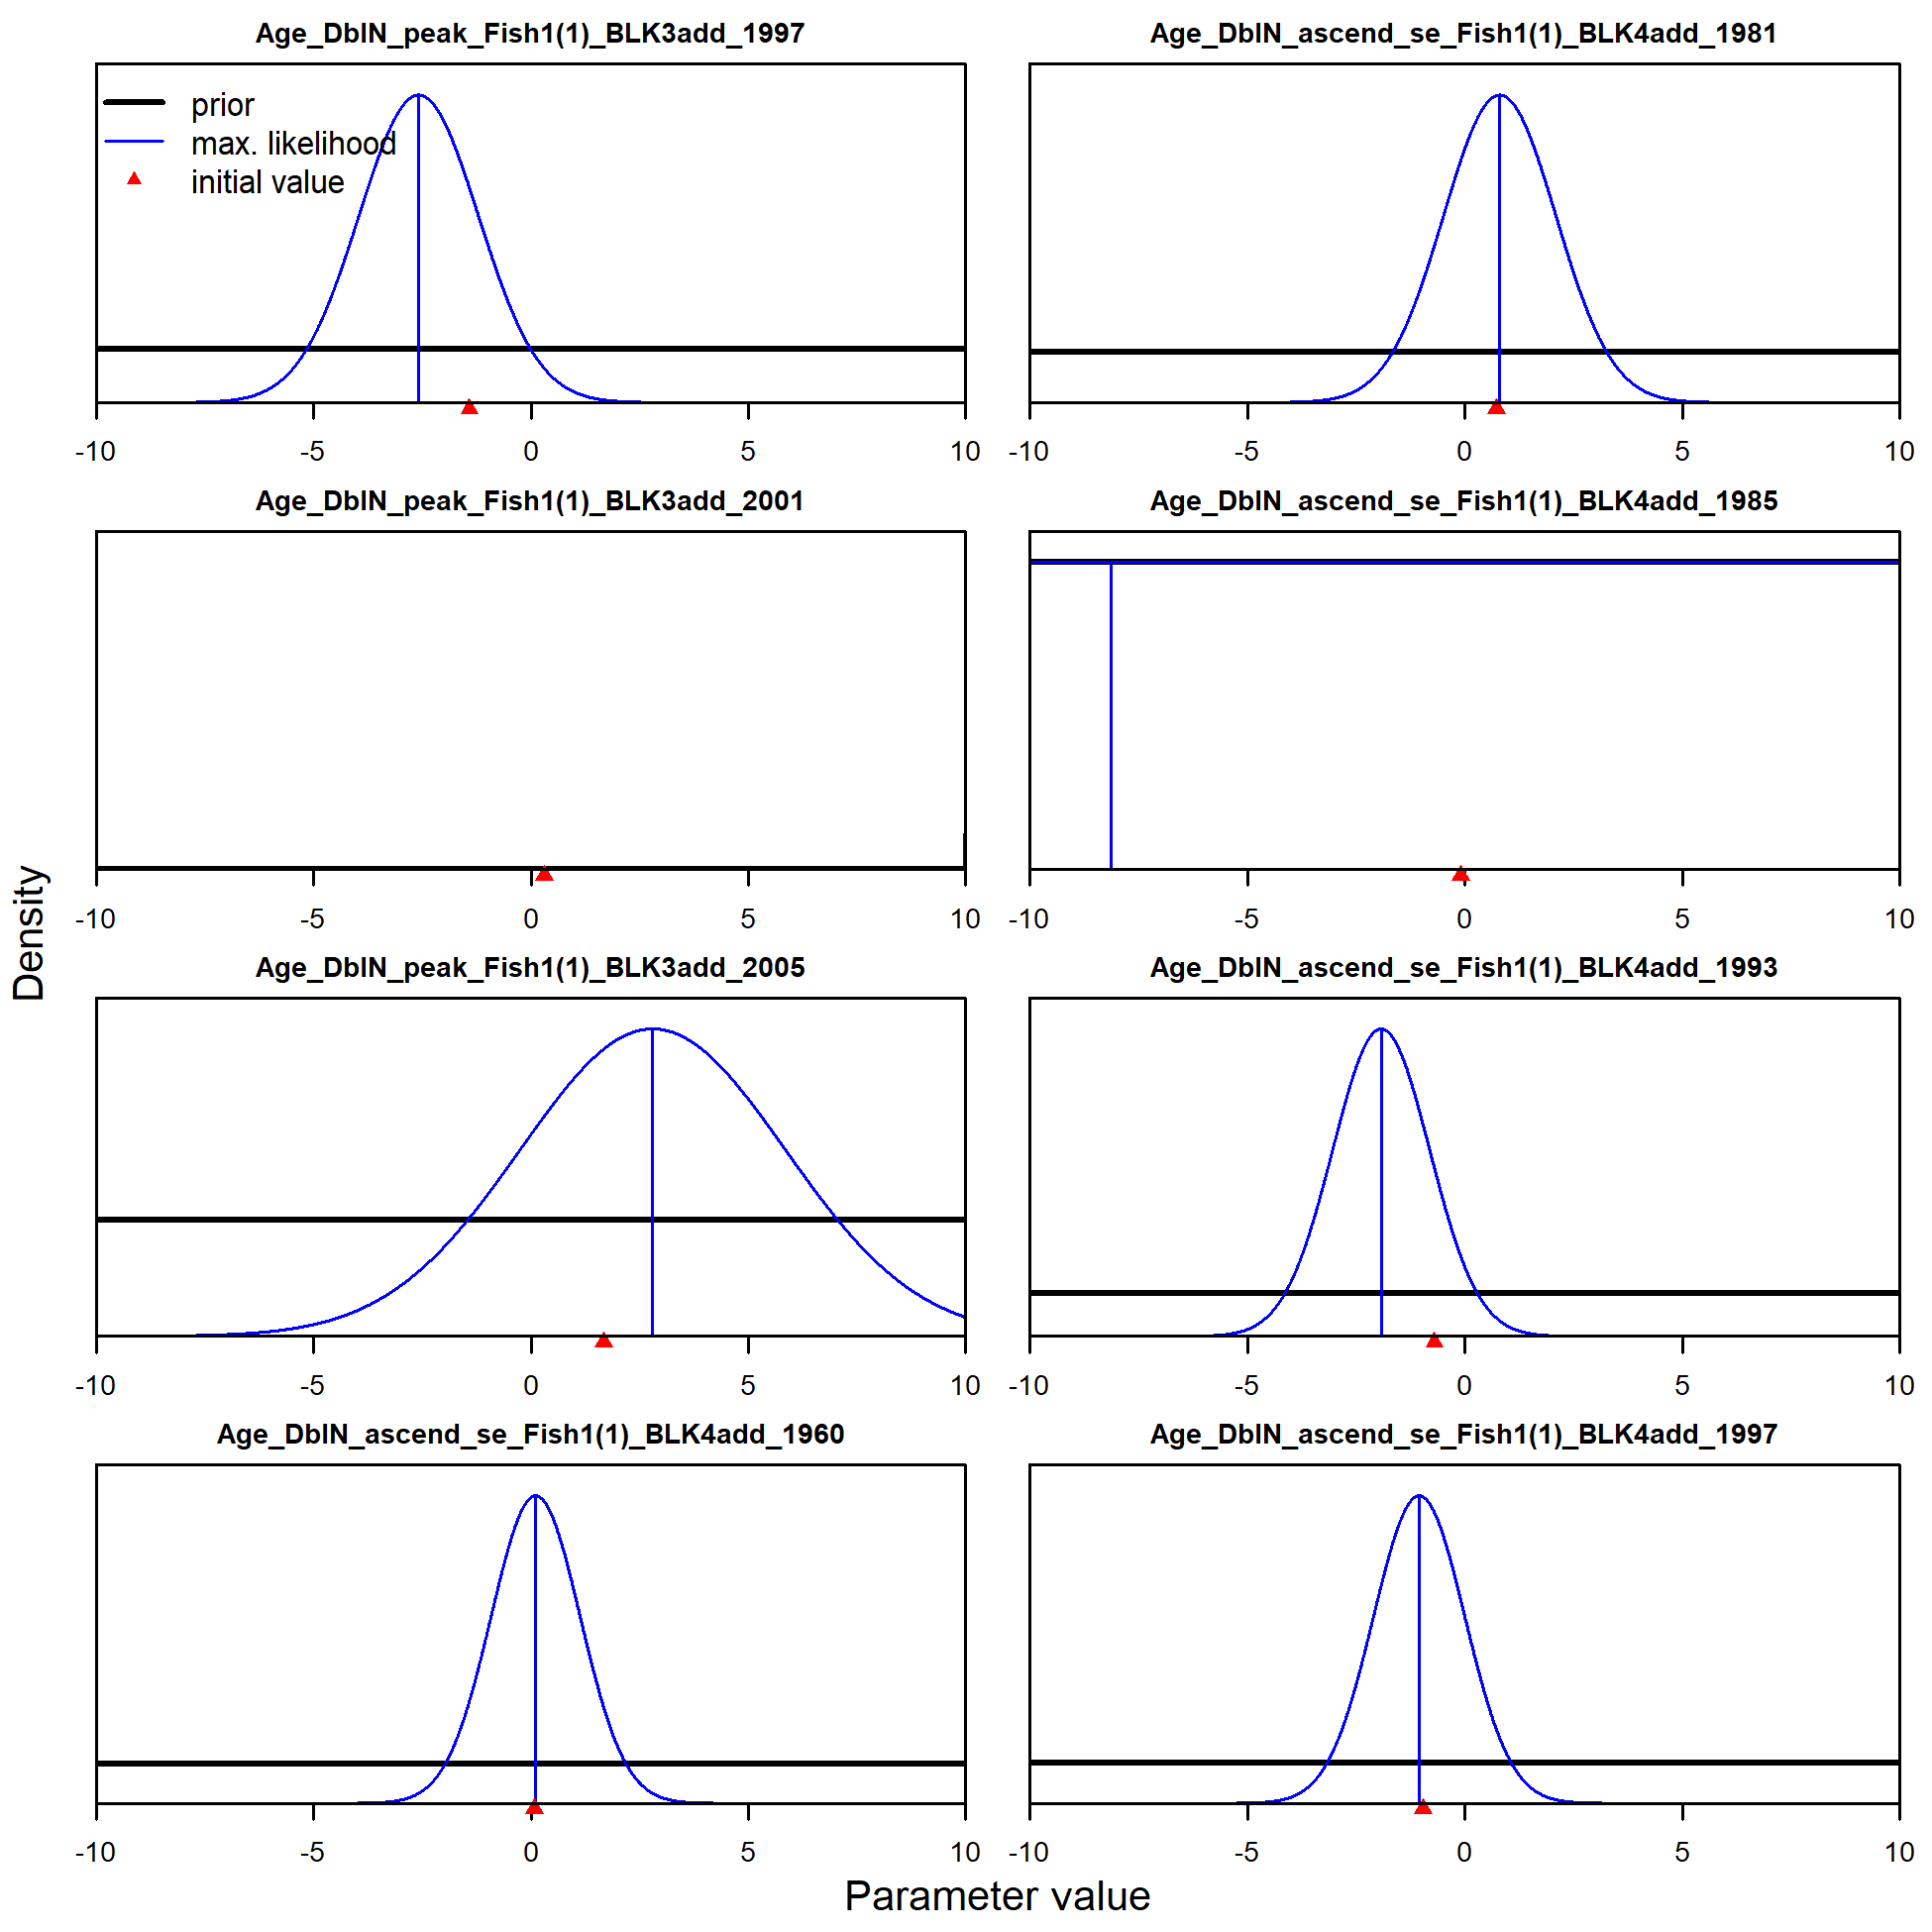 Age_DblN_peak_Fish1(1)_BLK3add_1997
prior
max. likelihood
initial value
-10 -5 0 5 10
Age_DblN_ascend_se_Fish1(1)_BLK4add_1981
-10 -5 0 5 10
Age_DblN_peak_Fish1(1)_BLK3add_2001
-10 -5 0 5 10
Age_DblN_ascend_se_Fish1(1)_BLK4add_1985
-10 -5 0 5 10
Density
Age_DblN_peak_Fish1(1)_BLK3add_2005
-10 -5 0 5 10
Age_DblN_ascend_se_Fish1(1)_BLK4add_1993
-10 -5 0 5 10
Age_DblN_ascend_se_Fish1(1)_BLK4add_1960
-10 -5 0 5 10
Age_DblN_ascend_se_Fish1(1)_BLK4add_1997
-10 -5 0 5 10
Parameter value